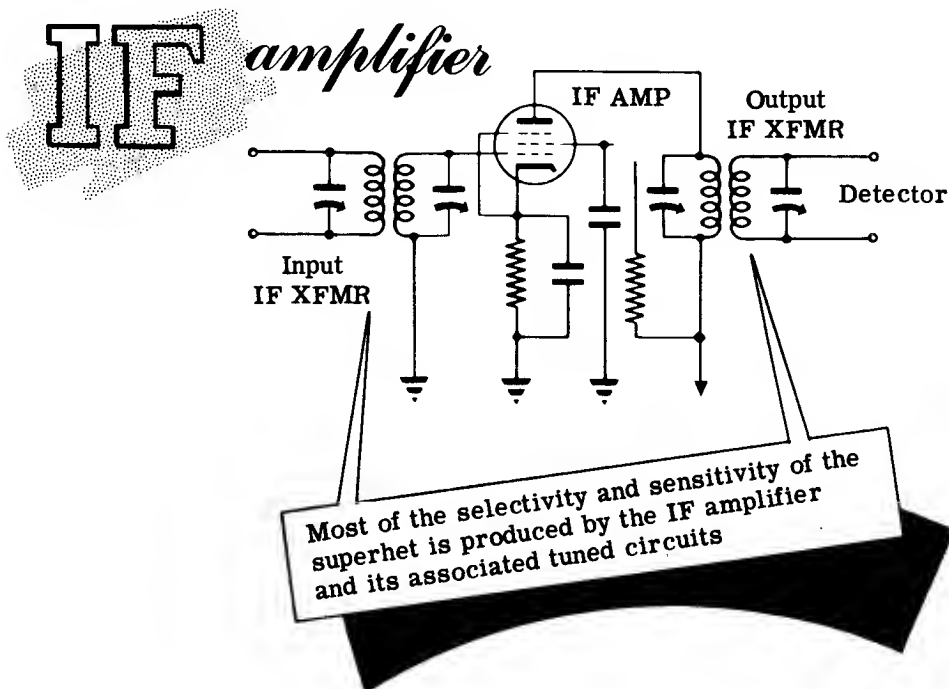 IF amplifier
IF AMP
Output
IF XFMR
Detector
Input
IF XFMR
Most of the selectivity and sensitivity of the
superhet is produced by the IF amplifier
and its associated tuned circuits